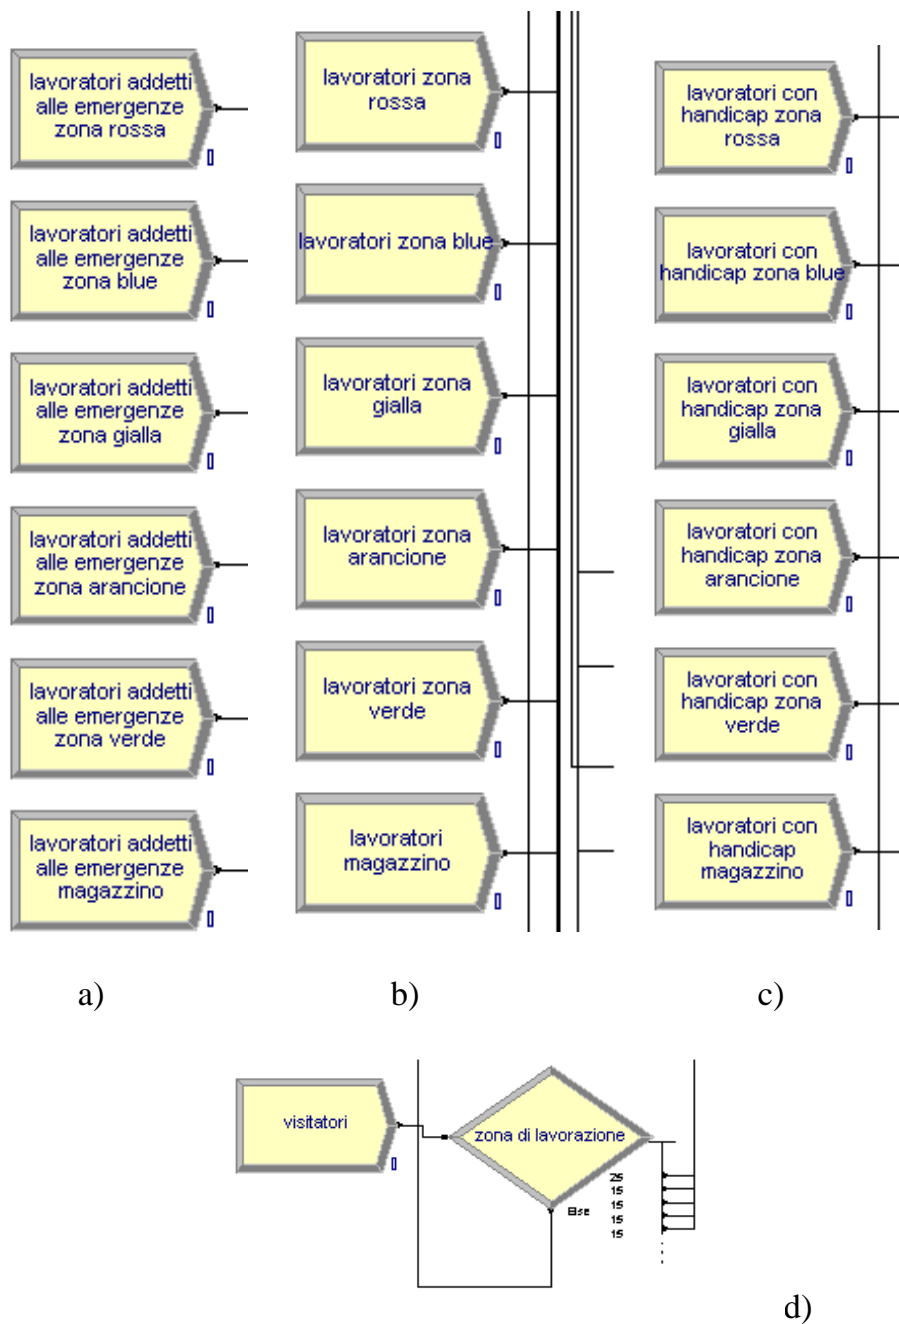 lavoratori addetti
alle emergenze
zona rossa
lavoratori addetti
alle emergenze
zona blue
lavoratori addetti
alle emergenze
zona gialla
lavoratori addetti
alle emergenze
zona arancione
lavoratori addetti
alle emergenze
zona verde
lavoratori addetti
alle emergenze
magazzino
a)
lavoratori zona
rossa
lavoratori zona blue
lavoratori zona
gialla
lavoratori zona
arancione
lavoratori zona
verde
lavoratori
magazzino
b)
lavoratori con
handicap zona
rossa
lavoratori con
handicap zona blue
lavoratori con
handicap zona
gialla
lavoratori con
handicap zona
arancione
lavoratori con
handicap zona
verde
lavoratori con
handicap
magazzino
c)
visitatori
zona di lavorazione
Else
25
15
15
15
15
d)